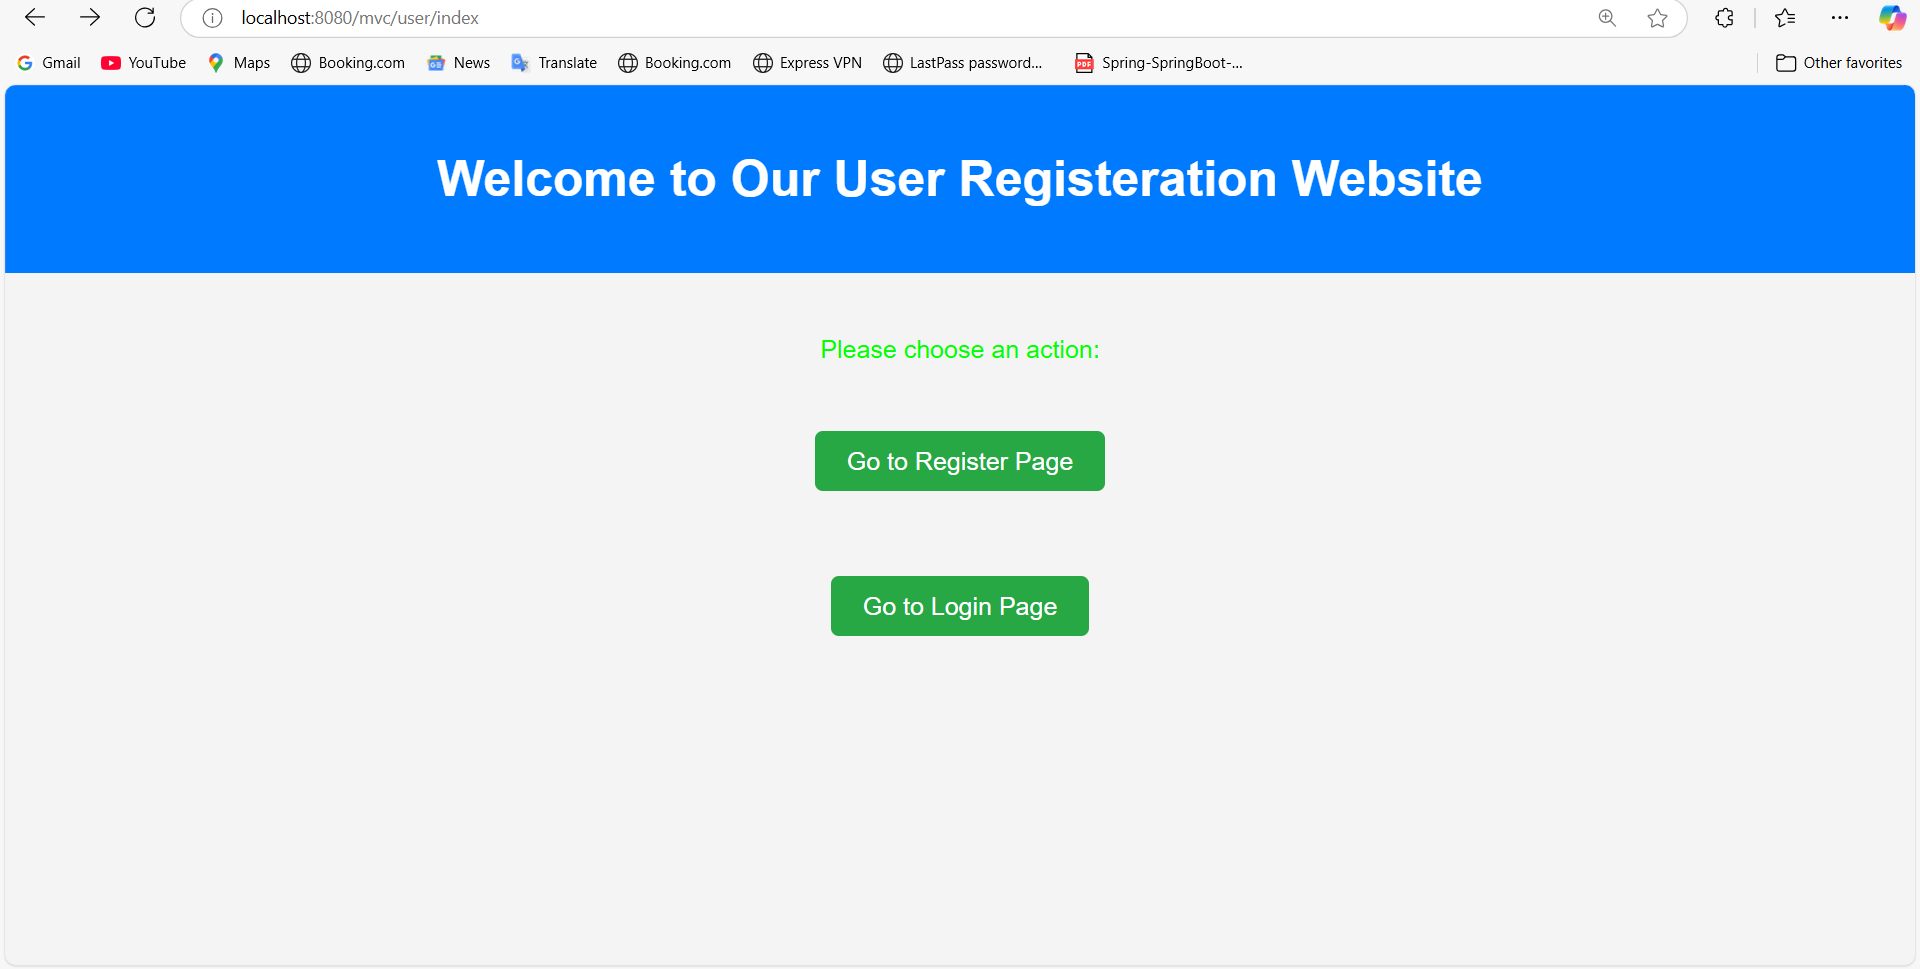 localhost:8080/mvc/user/index
Gmail YouTube Maps Booking.com News Translate Booking.com Express VPN LastPass password... Spring-SpringBoot-... Other favorites
Welcome to Our User Registeration Website
Please choose an action:
Go to Register Page
Go to Login Page